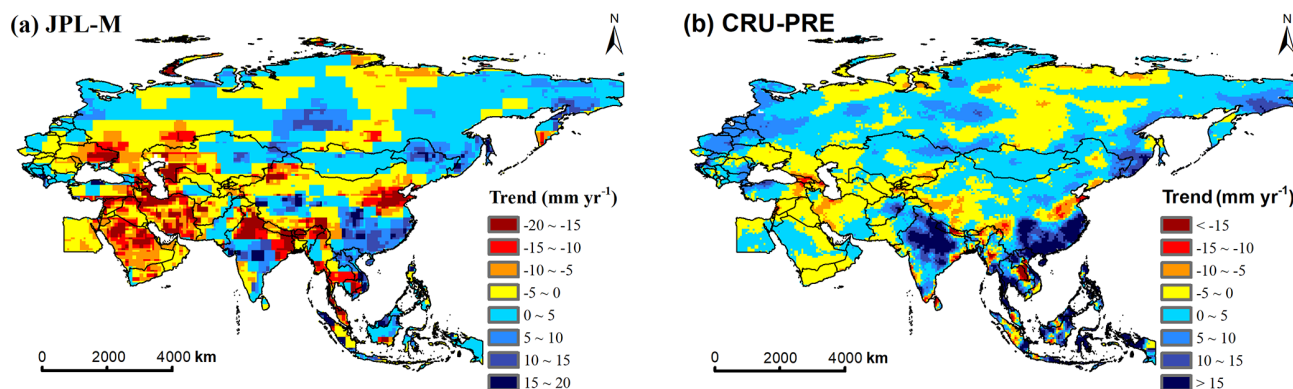 (a) JPL-M
N
Trend (mm yr-1)
-20 ~ -15
-15 ~ -10
-10 ~ -5
-5 ~ 0
0 ~ 5
5 ~ 10
10 ~ 15
15 ~ 20
0 2000 4000 km
(b) CRU-PRE
N
Trend (mm yr-1)
< -15
-15 ~ -10
-10 ~ -5
-5 ~ 0
0 ~ 5
5 ~ 10
10 ~ 15
> 15
0 2000 4000 km